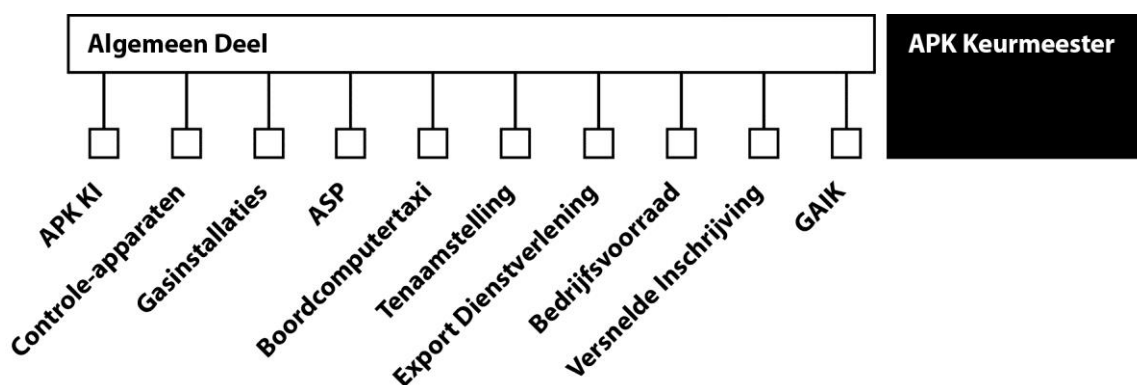 Algemeen Deel
APK Keurmeester
APK KI
Controle-apparaten
Gasinstallaties
ASP
Boordcomputertaxi
Tenaamstelling
Export Dienstverlening
Bedrijfsvoorraad
Versnelde Inschrijving
GAIK